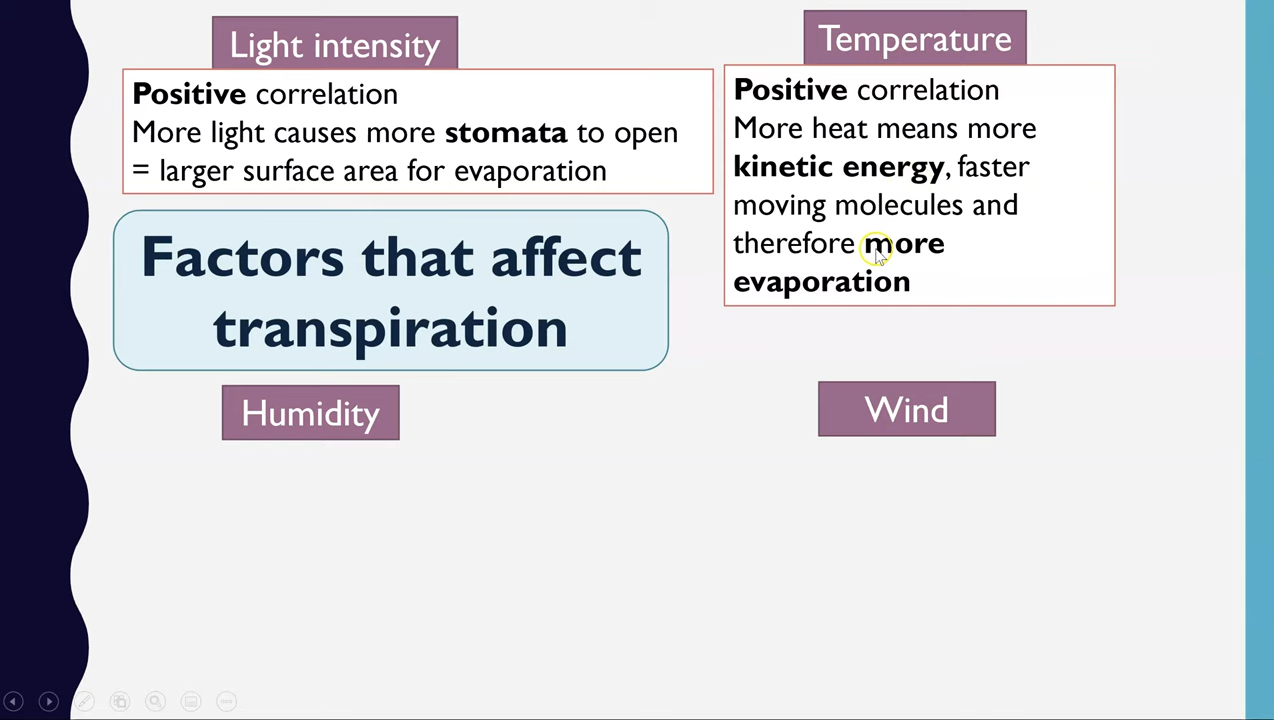 Light intensity
Positive correlation
More light causes more stomata to open
= larger surface area for evaporation
Temperature
Positive correlation
More heat means more
kinetic energy, faster
moving molecules and
therefore more
evaporation
Factors that affect
transpiration
Humidity
Wind